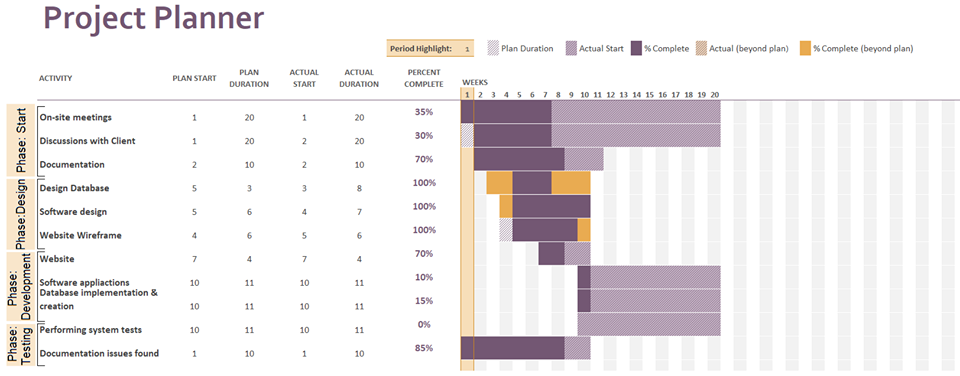 Project Planner
Period Highlight: 1 Plan Duration Actual Start % Complete Actual (beyond plan) % Complete (beyond plan)
ACTIVITY PLAN START PLAN DURATION ACTUAL START ACTUAL DURATION PERCENT COMPLETE WEEKS
1 2 3 4 5 6 7 8 9 10 11 12 13 14 15 16 17 18 19 20
Phase: Start
On-site meetings 1 20 1 20 35%
Discussions with Client 1 20 2 20 30%
Documentation 2 10 2 10 70%
Phase:Design
Design Database 5 3 3 8 100%
Software design 5 6 4 7 100%
Website Wireframe 4 6 5 6 100%
Phase: Development
Website 7 4 7 4 70%
Software appliactions 10 11 10 11 10%
Database implementation &
creation 10 11 10 11 15%
Phase: Testing
Performing system tests 10 11 10 11 0%
Documentation issues found 1 10 1 10 85%